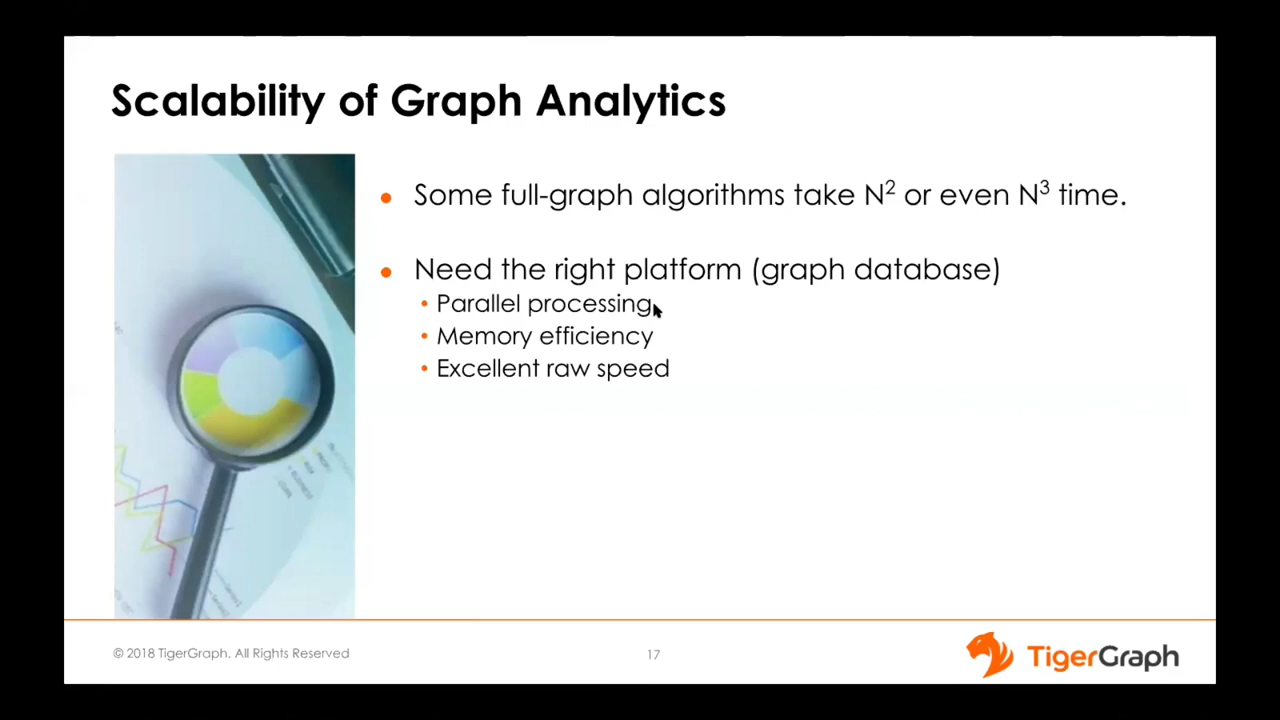 Scalability of Graph Analytics
• Some full-graph algorithms take N² or even N³ time.
• Need the right platform (graph database)
• Parallel processing
• Memory efficiency
• Excellent raw speed
© 2018 TigerGraph. All Rights Reserved
17
TigerGraph